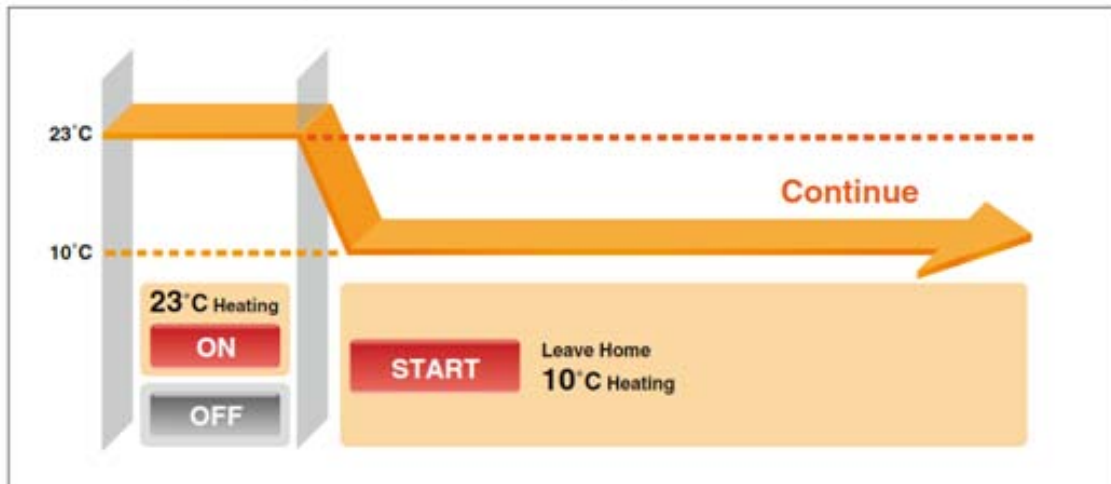 23°C
Continue
10°C
23°C Heating
ON
OFF
START
Leave Home
10°C Heating